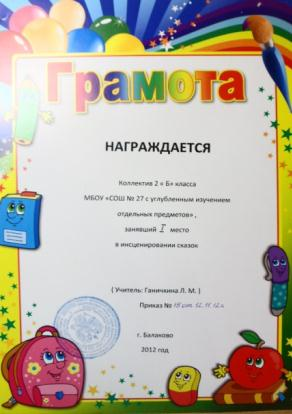 Грамота
НАГРАЖДАЕТСЯ
Коллектив 2 « Б» класса
МБОУ «СОШ № 27 с углубленным изучением
отдельных предметов» ,
занявший I место
в инсценировании сказок
( Учитель: Ганичкина Л. М. )
Приказ № 18 от 12. 11. 12 г.
г. Балаково
2012 год